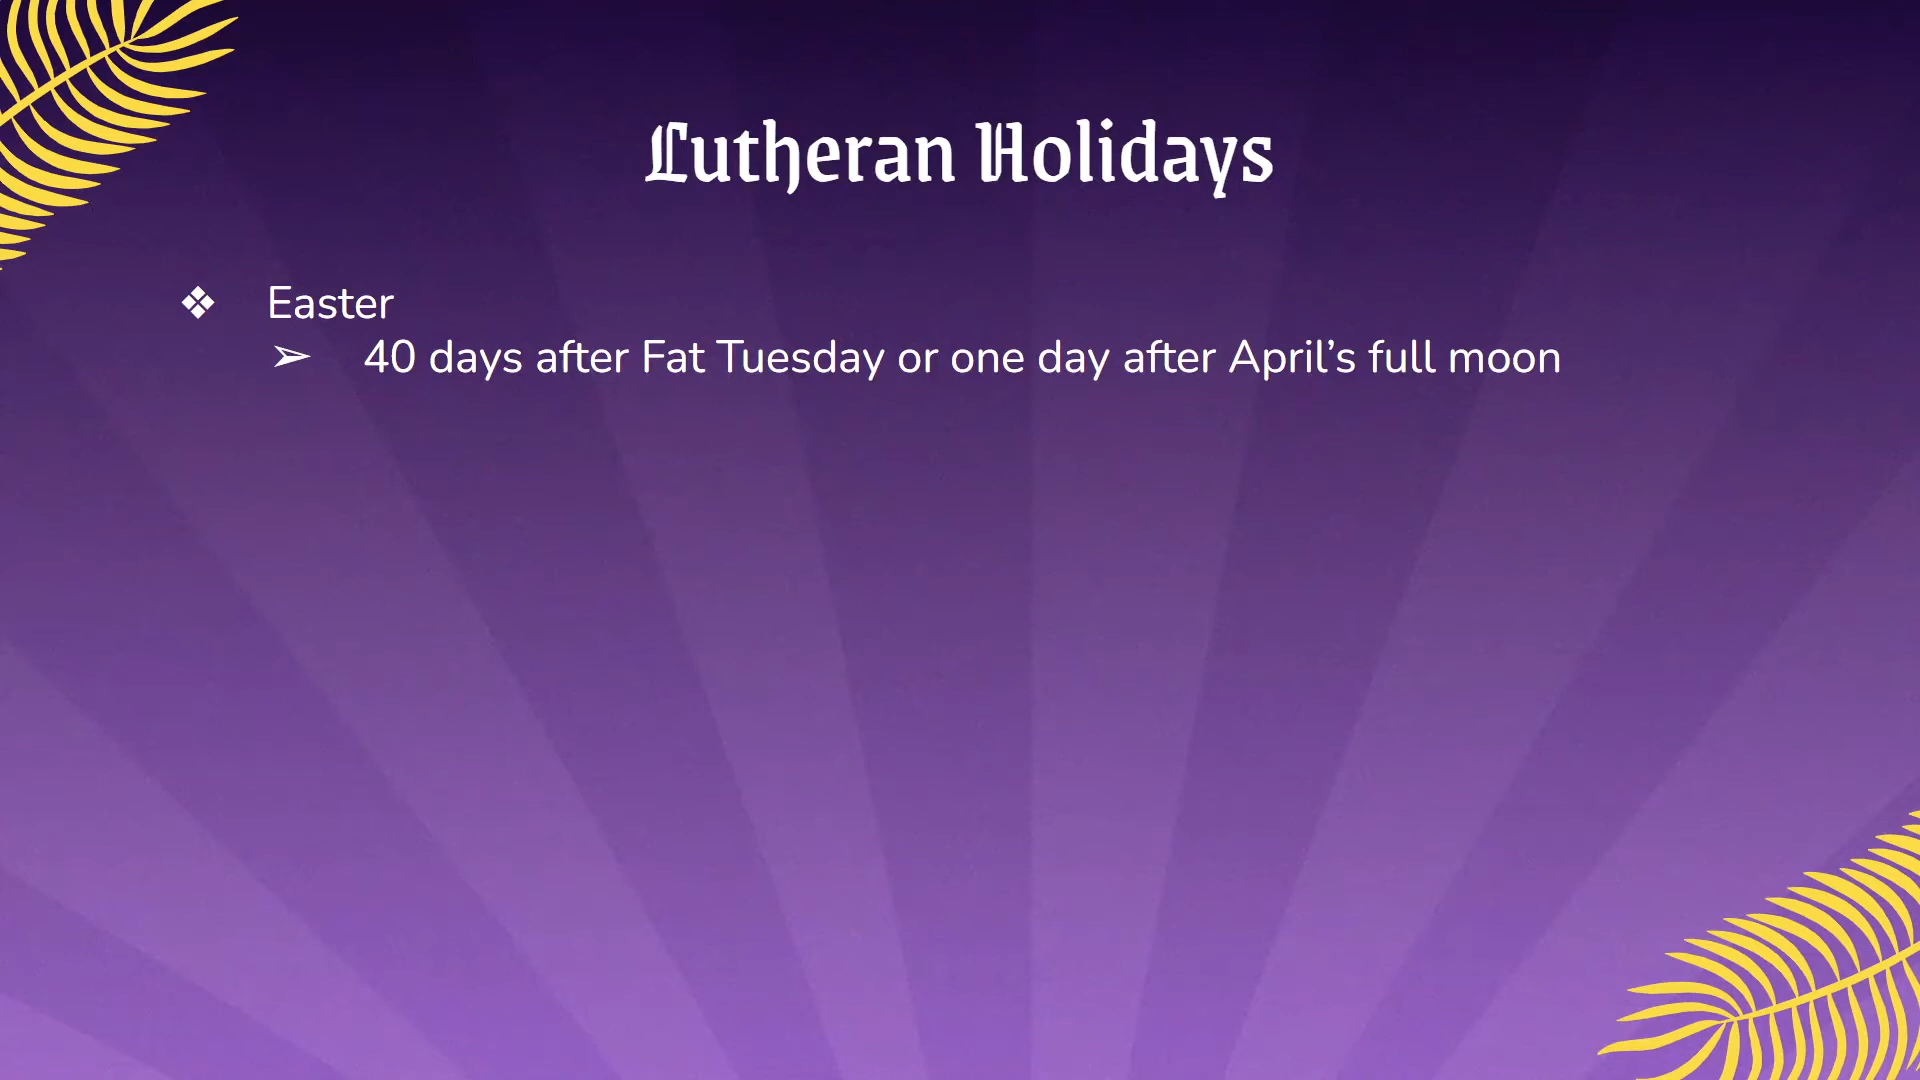 Lutheran Holidays
❖ Easter
➢ 40 days after Fat Tuesday or one day after April’s full moon